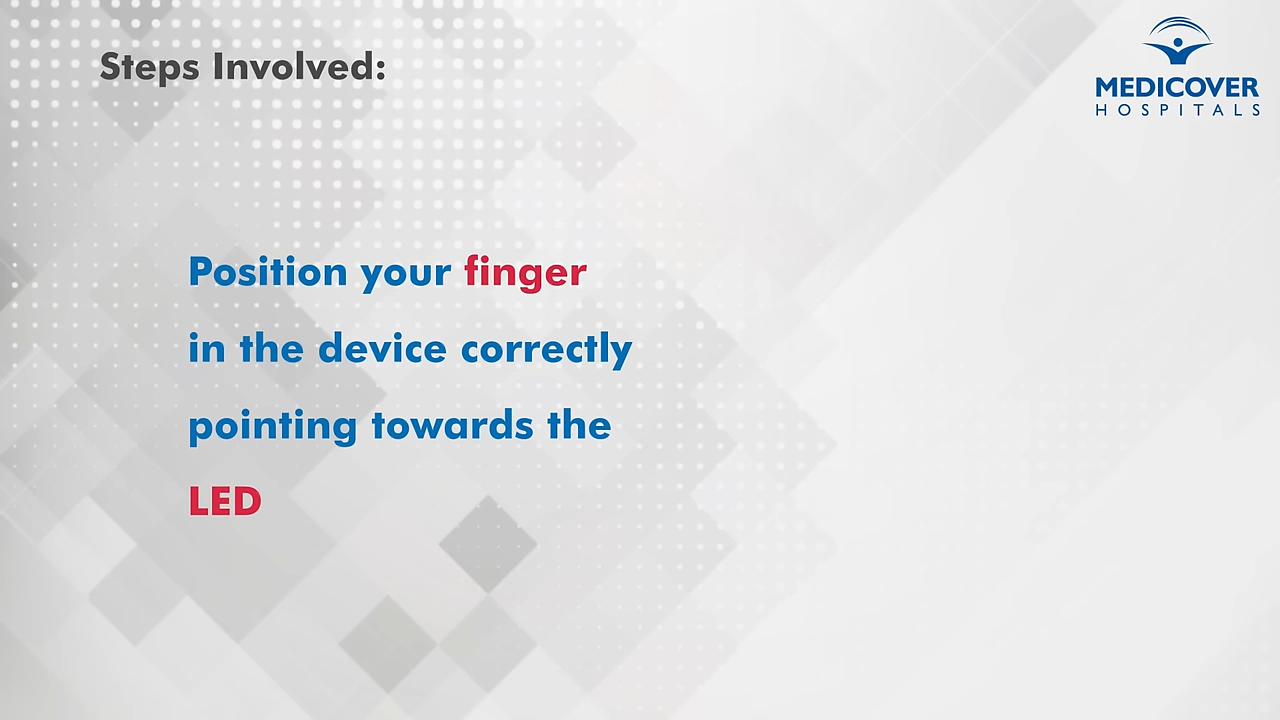 Steps Involved:
MEDICOVER
HOSPITALS
Position your finger
in the device correctly
pointing towards the
LED